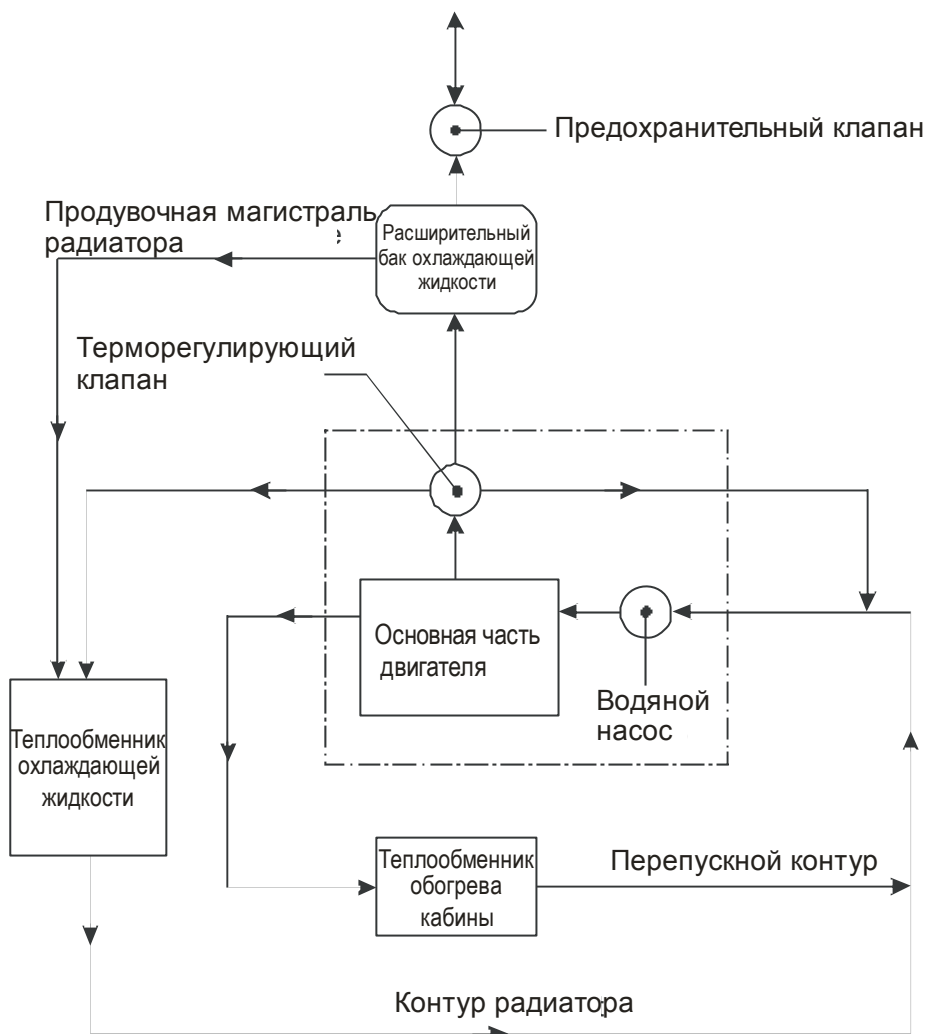 Предохранительный клапан
Продувочная магистраль
радиатора
Расширительный
бак охлаждающей
жидкости
Терморегулирующий
клапан
Основная часть
двигателя
Водяной
насос
Теплообменник
охлаждающей
жидкости
Теплообменник
обогрева
кабины
Перепускной контур
Контур радиатора